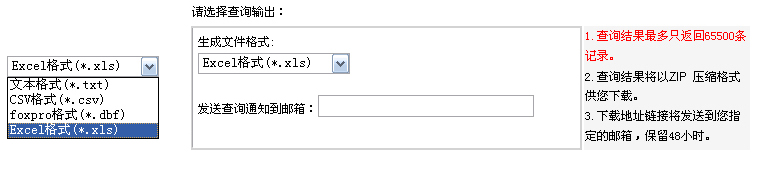 Excel格式(*.xls)
文本格式(*.txt)
CSV格式(*.csv)
foxpro格式(*.dbf)
Excel格式(*.xls)
请选择查询输出：
生成文件格式:
Excel格式(*.xls)
发送查询通知到邮箱：
1.查询结果最多只返回65500条
记录。
2.查询结果将以ZIP 压缩格式
供您下载。
3.下载地址链接将发送到您指
定的邮箱，保留48小时。